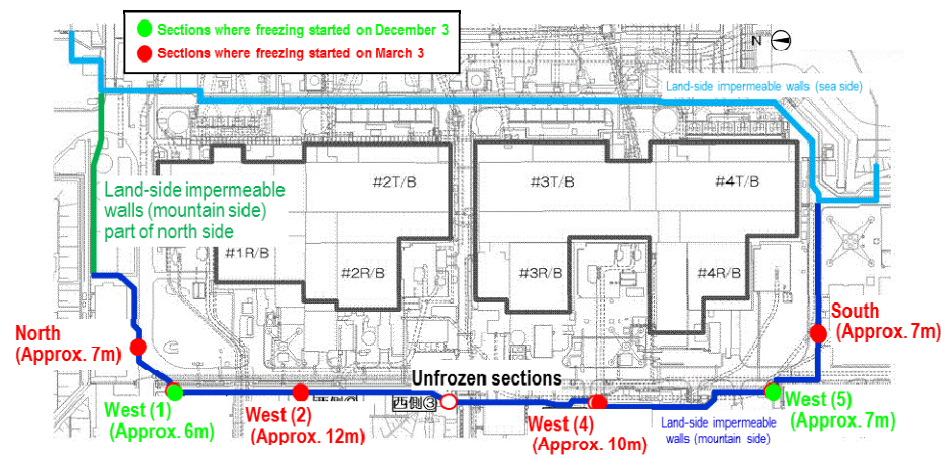 Sections where freezing started on December 3
Sections where freezing started on March 3
N
Land-side impermeable walls (sea side)
#2T/B
#3T/B
#4T/B
Land-side impermeable
walls (mountain side)
part of north side
#1R/B
#2R/B
#3R/B
#4R/B
North
(Approx. 7m)
South
(Approx. 7m)
Unfrozen sections
西側③
West (1)
(Approx. 6m)
West (2)
(Approx. 12m)
West (4)
(Approx. 10m)
Land-side impermeable
walls (mountain side)
West (5)
(Approx. 7m)